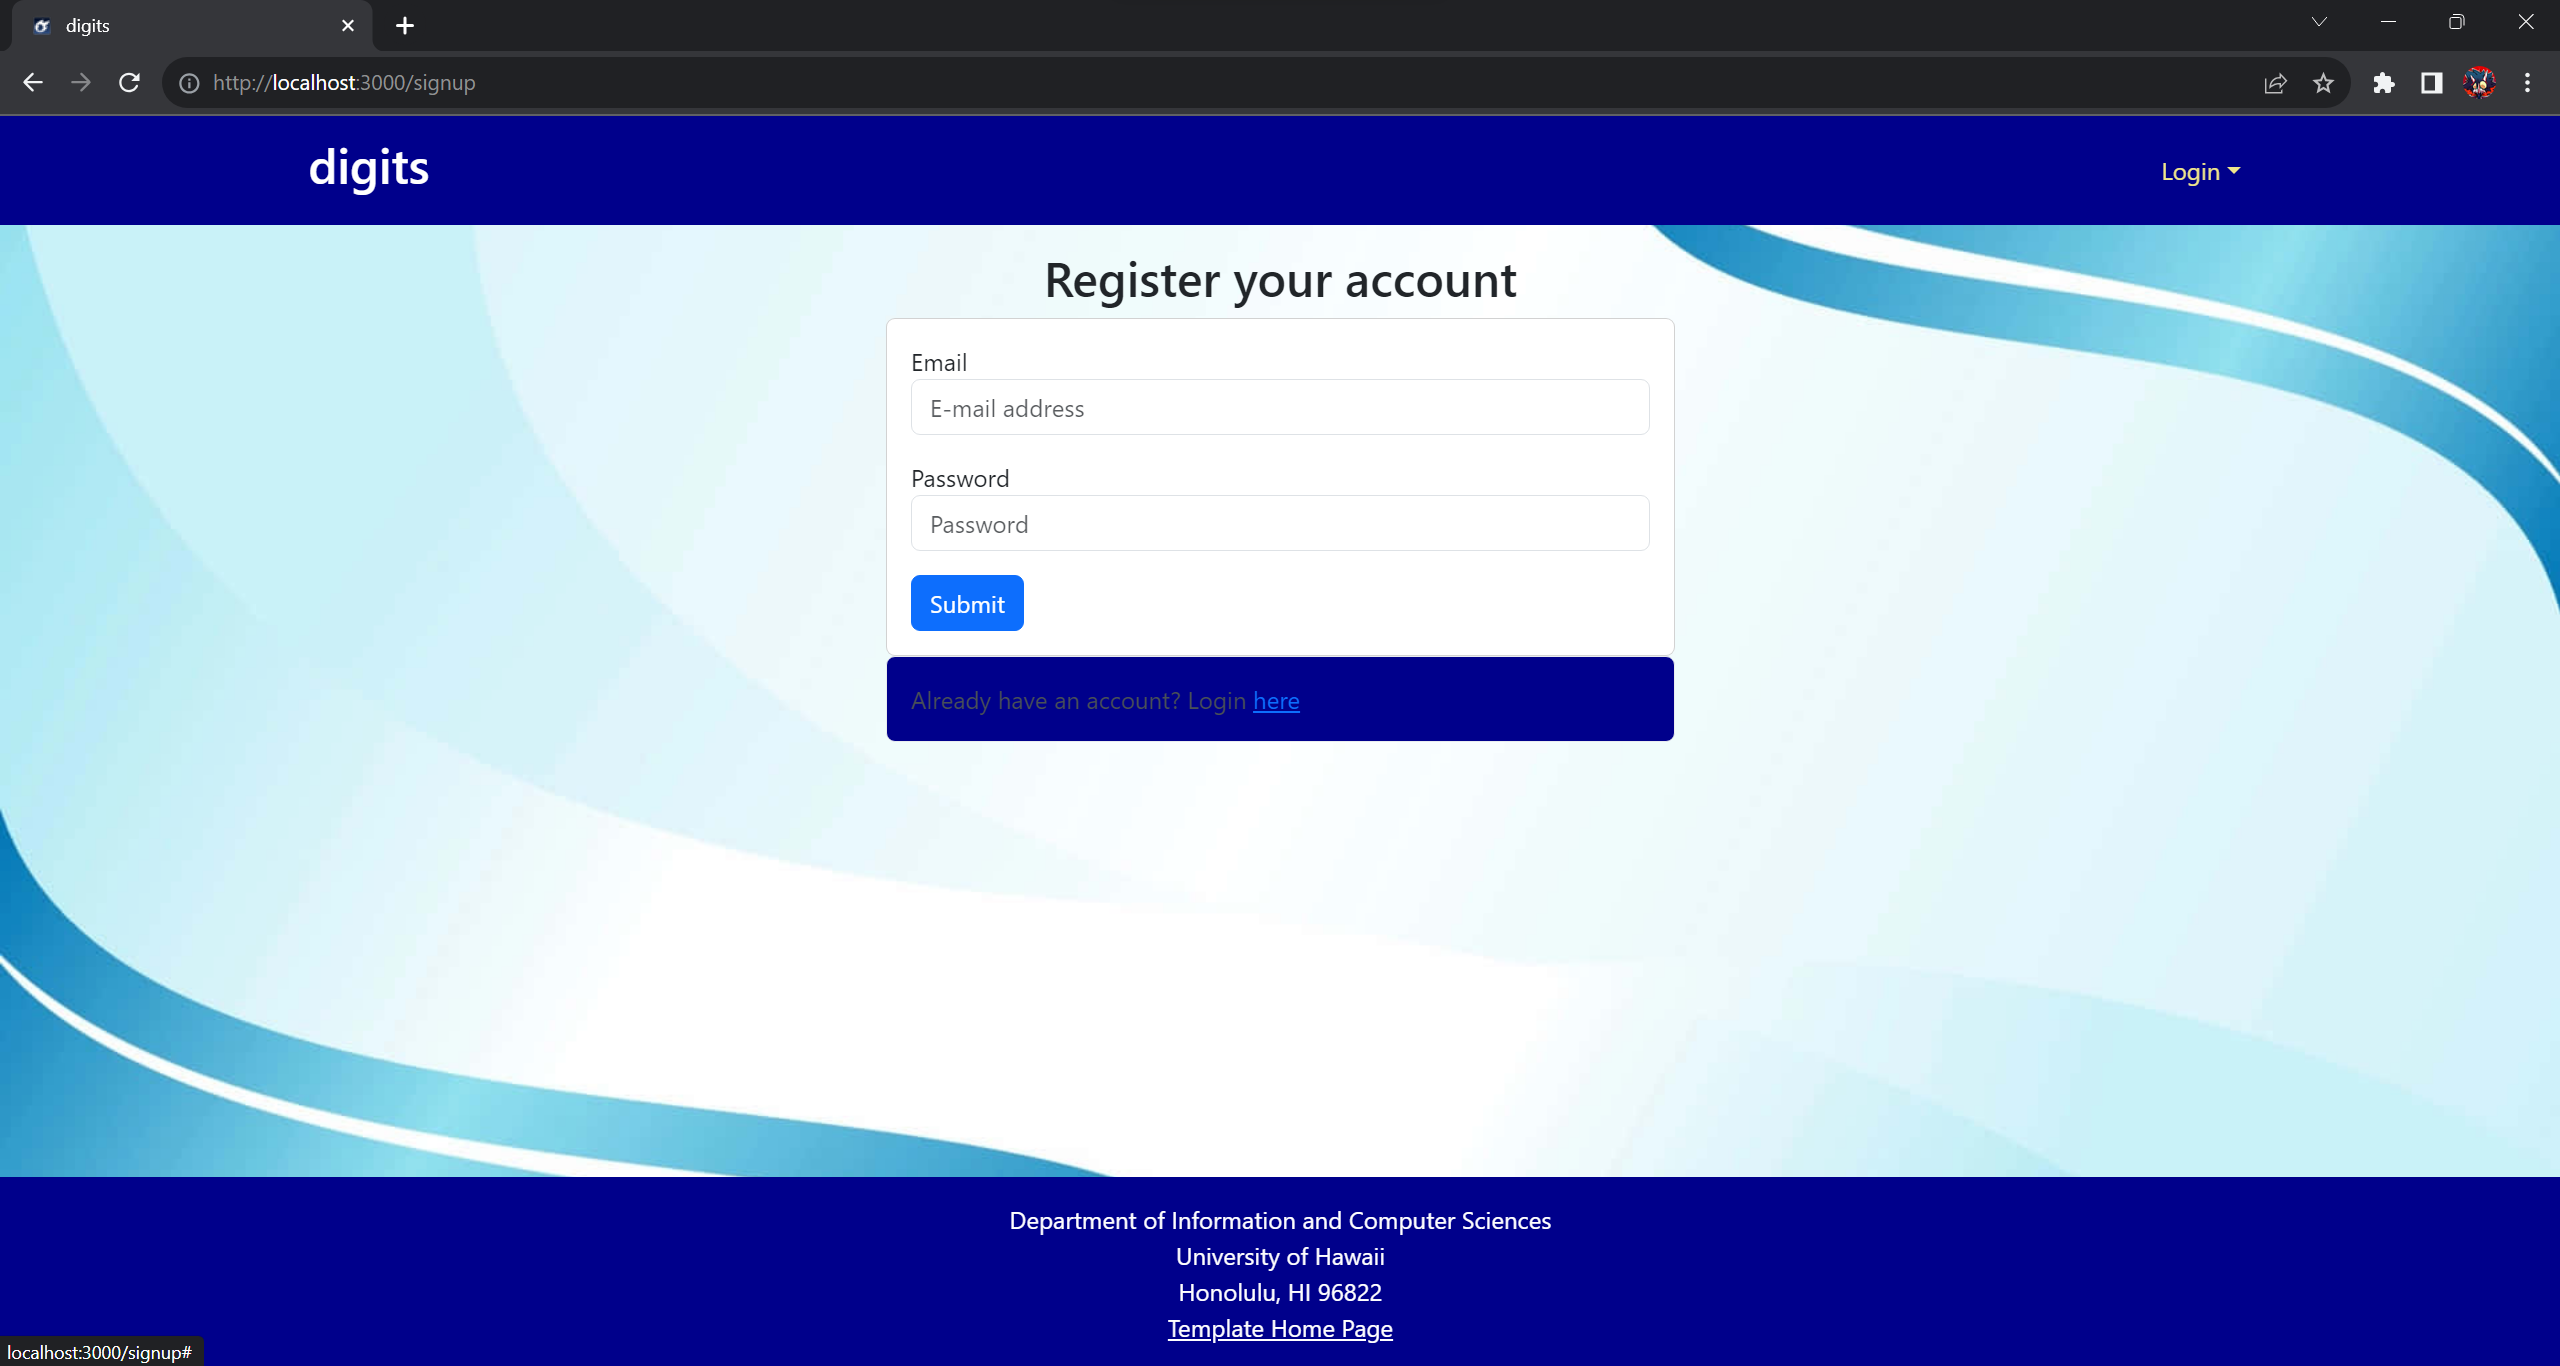 digits
http://localhost:3000/signup
digits
Login
Register your account
Email
E-mail address
Password
Password
Submit
Already have an account? Login here
Department of Information and Computer Sciences
University of Hawaii
Honolulu, HI 96822
Template Home Page
localhost:3000/signup#